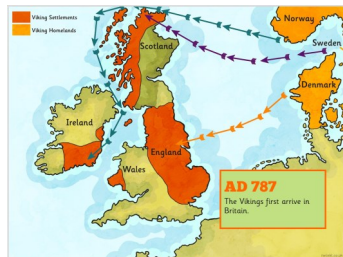 Viking Settlements
Viking Homelands
Norway
Scotland
Sweden
Denmark
Ireland
England
Wales
AD 787
The Vikings first arrive in
Britain.